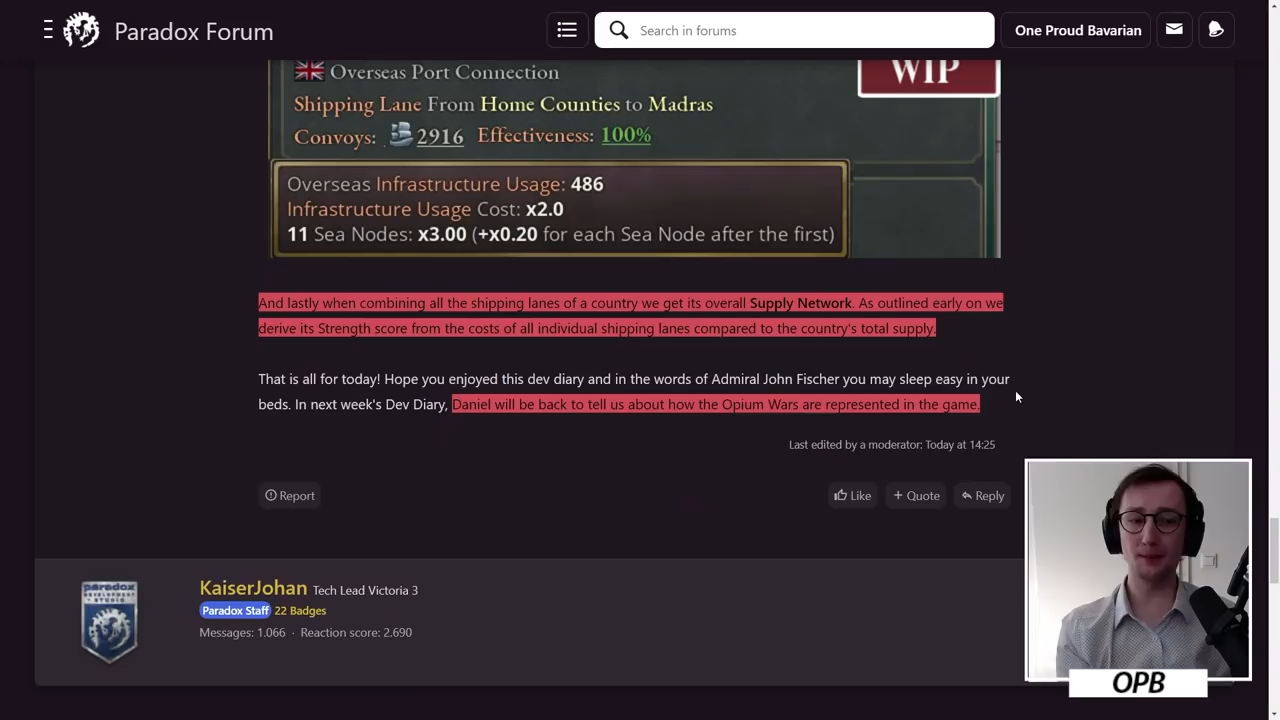 Paradox Forum
Search in forums
One Proud Bavarian
Overseas Port Connection
WIP
Shipping Lane From Home Counties to Madras
Convoys: 2916 Effectiveness: 100%
Overseas Infrastructure Usage: 486
Infrastructure Usage Cost: x2.0
11 Sea Nodes: x3.00 (+x0.20 for each Sea Node after the first)
And lastly when combining all the shipping lanes of a country we get its overall Supply Network. As outlined early on we
derive its Strength score from the costs of all individual shipping lanes compared to the country's total supply.
That is all for today! Hope you enjoyed this dev diary and in the words of Admiral John Fischer you may sleep easy in your
beds. In next week's Dev Diary, Daniel will be back to tell us about how the Opium Wars are represented in the game.
Last edited by a moderator: Today at 14:25
Report
Like
+ Quote
Reply
KaiserJohan Tech Lead Victoria 3
Paradox Staff 22 Badges
Messages: 1.066 · Reaction score: 2.690
paradox
DEVELOPMENT
STUDIO
OPB